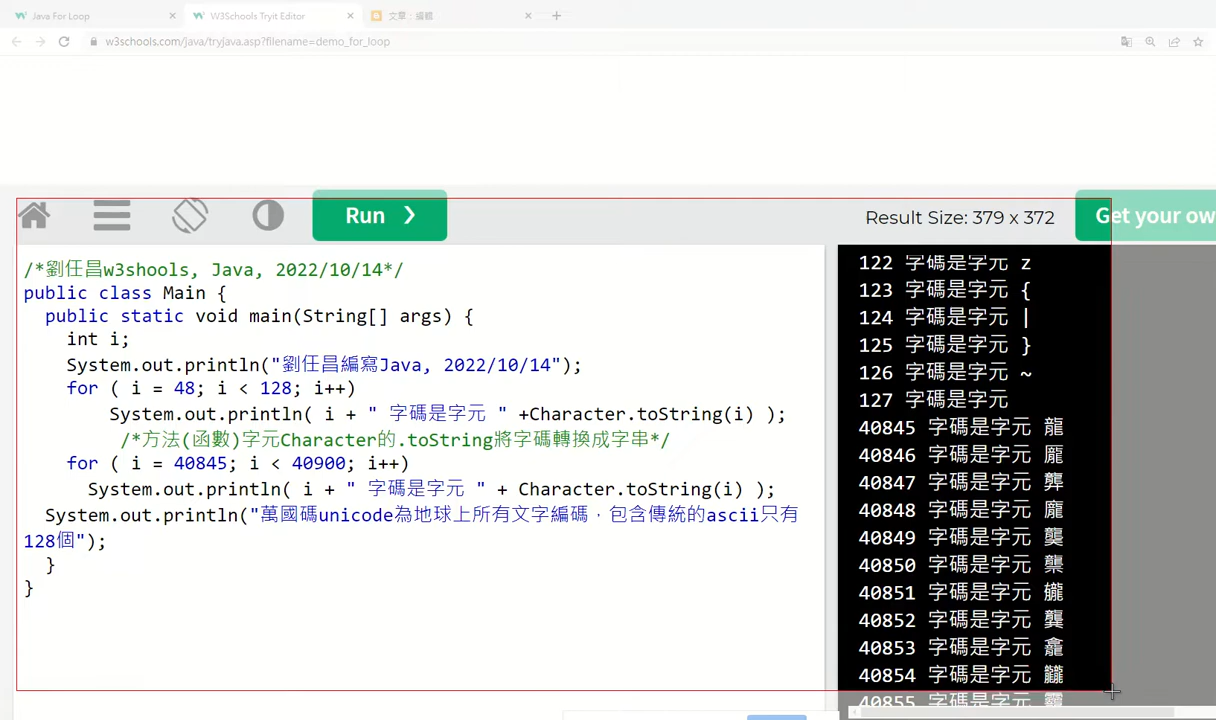 Java For Loop
W3Schools Tryit Editor
文章：編輯
w3schools.com/java/tryjava.asp?filename=demo_for_loop
Run ❯
Result Size: 379 x 372
Get your ow
/*劉任昌w3shools, Java, 2022/10/14*/
public class Main {
public static void main(String[] args) {
int i;
System.out.println("劉任昌編寫Java, 2022/10/14");
for ( i = 48; i < 128; i++)
System.out.println( i + " 字碼是字元 " +Character.toString(i) );
/*方法(函數)字元Character的.toString將字碼轉換成字串*/
for ( i = 40845; i < 40900; i++)
System.out.println( i + " 字碼是字元 " + Character.toString(i) );
System.out.println("萬國碼unicode為地球上所有文字編碼，包含傳統的ascii只有
128個");
}
}
122 字碼是字元 z
123 字碼是字元 {
124 字碼是字元 |
125 字碼是字元 }
126 字碼是字元 ~
127 字碼是字元
40845 字碼是字元 龍
40846 字碼是字元 龎
40847 字碼是字元 龏
40848 字碼是字元 龐
40849 字碼是字元 龑
40850 字碼是字元 龒
40851 字碼是字元 龓
40852 字碼是字元 龔
40853 字碼是字元 龕
40854 字碼是字元 龖
40855 字碼是字元